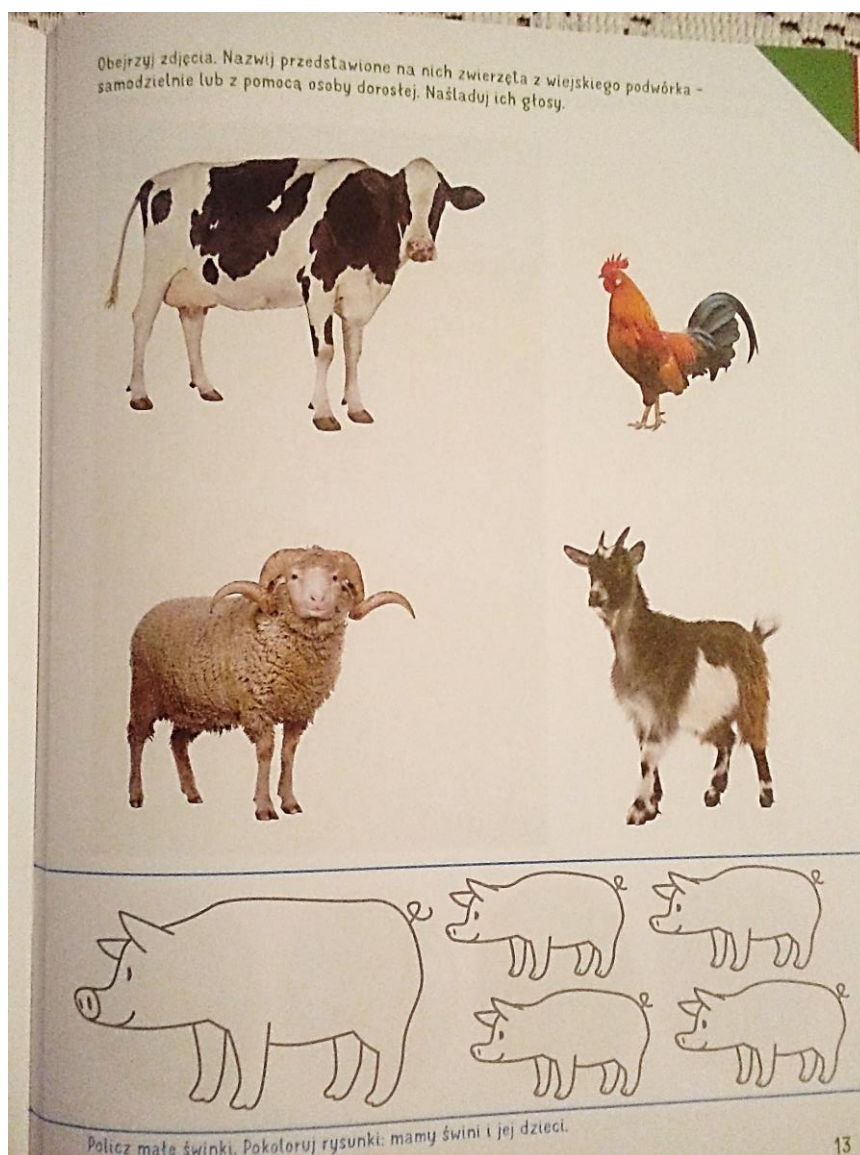 Obejrzyj zdjęcia. Nazwij przedstawione na nich zwierzęta z wiejskiego podwórka -
samodzielnie lub z pomocą osoby dorosłej. Naśladuj ich głosy.
Policz małe świnki. Pokoloruj rysunki: mamy świni i jej dzieci.
13